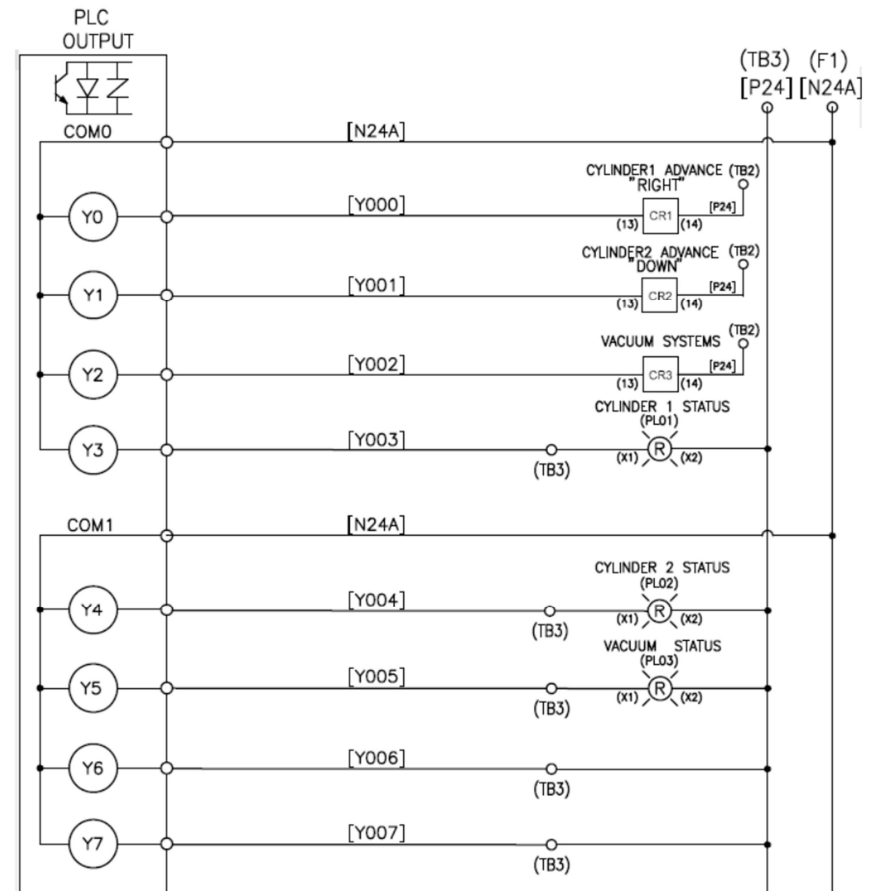 PLC
OUTPUT
(TB3) (F1)
[P24] [N24A]
COM0
[N24A]
CYLINDER1 ADVANCE (TB2)
"RIGHT"
Y0
[Y000]
CR1
[P24]
(13) (14)
CYLINDER2 ADVANCE (TB2)
"DOWN"
Y1
[Y001]
CR2
[P24]
(13) (14)
VACUUM SYSTEMS (TB2)
Y2
[Y002]
CR3
[P24]
(13) (14)
CYLINDER 1 STATUS
(PL01)
Y3
[Y003]
R
(TB3)
(X1) (X2)
COM1
[N24A]
CYLINDER 2 STATUS
(PL02)
Y4
[Y004]
R
(TB3)
(X1) (X2)
VACUUM STATUS
(PL03)
Y5
[Y005]
R
(TB3)
(X1) (X2)
Y6
[Y006]
(TB3)
Y7
[Y007]
(TB3)